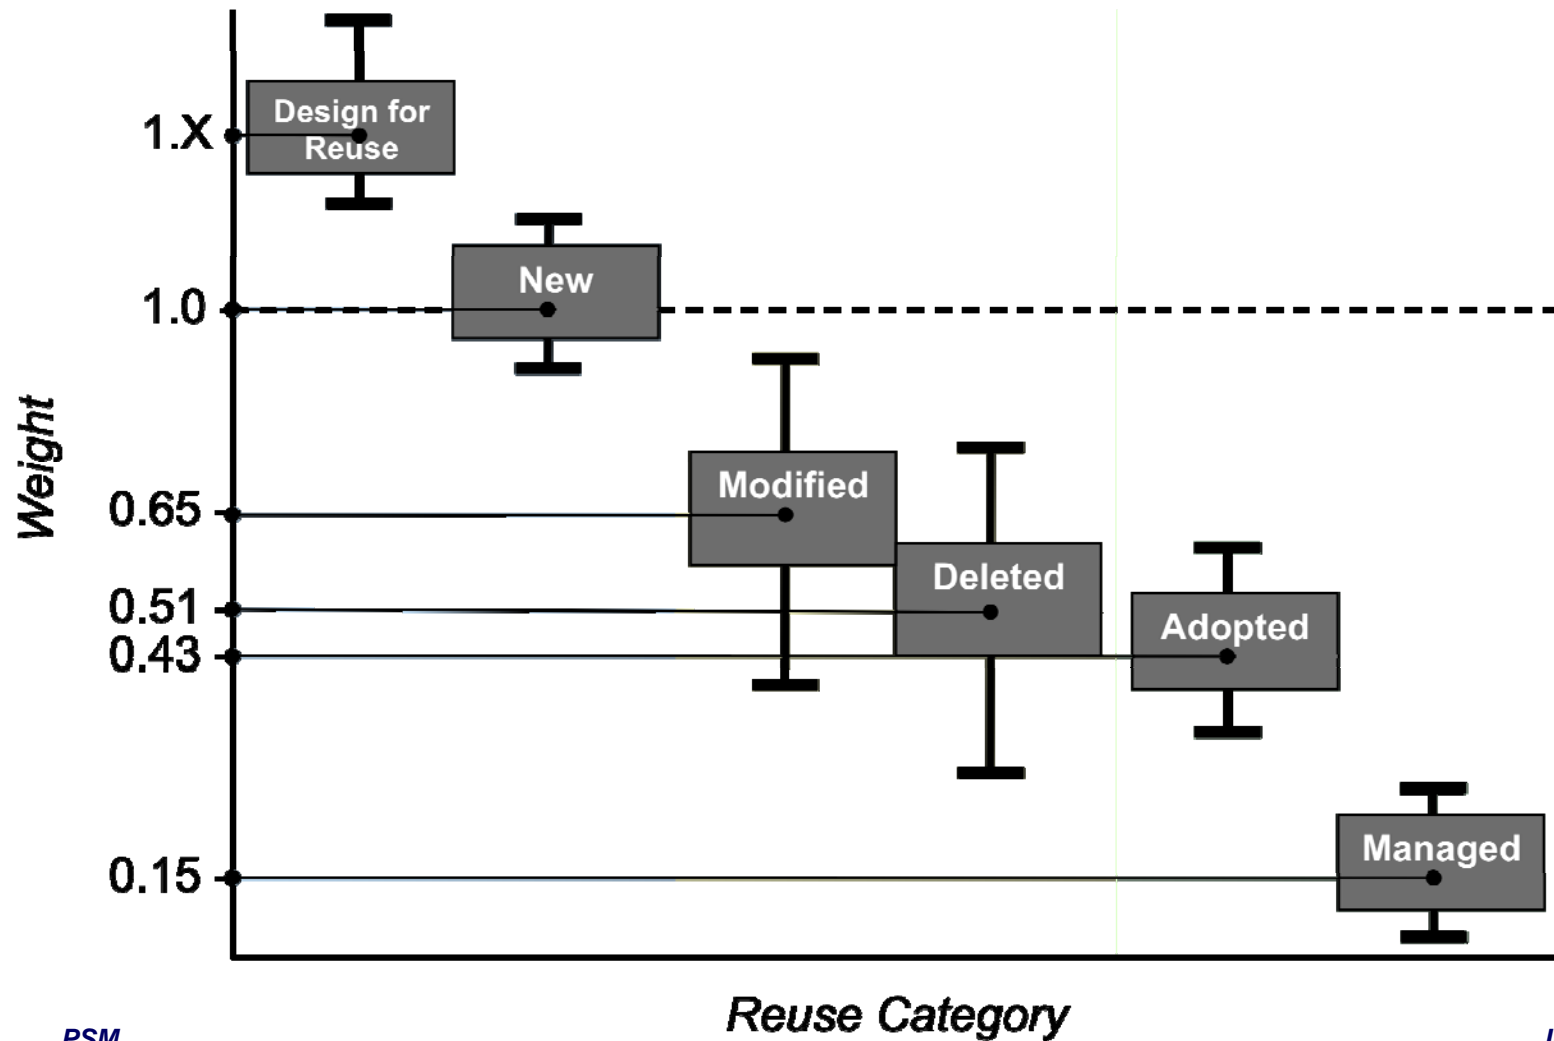 Design for
Reuse
1.X
New
1.0
Weight
Modified
0.65
Deleted
0.51
Adopted
0.43
Managed
0.15
Reuse Category
PSM